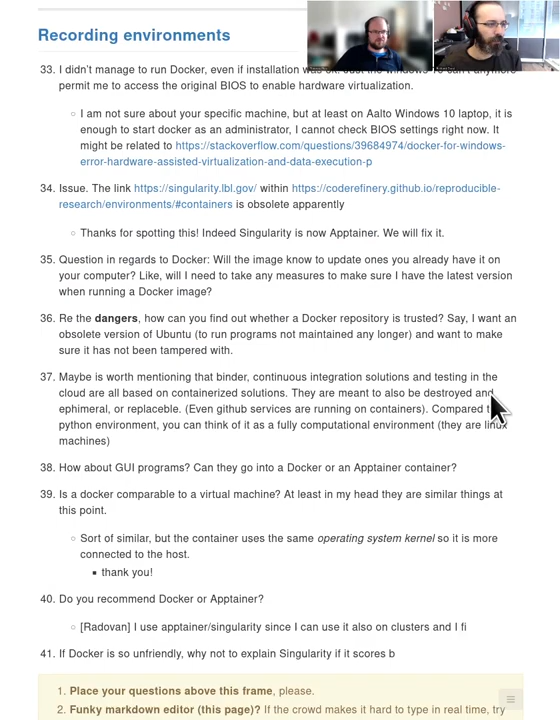 Recording environments
33. I didn't manage to run Docker, even if installation was ok.
permit me to access the original BIOS to enable hardware virtualization.
I am not sure about your specific machine, but at least on Aalto Windows 10 laptop, it is
enough to start docker as an administrator, I cannot check BIOS settings right now. It
might be related to https://stackoverflow.com/questions/39684974/docker-for-windows-
error-hardware-assisted-virtualization-and-data-execution-p
34. Issue. The link https://singularity.lbl.gov/ within https://coderefinery.github.io/reproducible-
research/environments/#containers is obsolete apparently
Thanks for spotting this! Indeed Singularity is now Apptainer. We will fix it.
35. Question in regards to Docker: Will the image know to update ones you already have it on
your computer? Like, will I need to take any measures to make sure I have the latest version
when running a Docker image?
36. Re the dangers, how can you find out whether a Docker repository is trusted? Say, I want an
obsolete version of Ubuntu (to run programs not maintained any longer) and want to make
sure it has not been tampered with.
37. Maybe is worth mentioning that binder, continuous integration solutions and testing in the
cloud are all based on containerized solutions. They are meant to also be destroyed and
ephimeral, or replaceble. (Even github services are running on containers). Compared
python environment, you can think of it as a fully computational environment (they are linux
machines)
38. How about GUI programs? Can they go into a Docker or an Apptainer container?
39. Is a docker comparable to a virtual machine? At least in my head they are similar things at
this point.
Sort of similar, but the container uses the same operating system kernel so it is more
connected to the host.
thank you!
40. Do you recommend Docker or Apptainer?
[Radovan] I use apptainer/singularity since I can use it also on clusters and I fi
41. If Docker is so unfriendly, why not to explain Singularity if it scores b
1. Place your questions above this frame, please.
2. Funky markdown editor (this page)? If the crowd makes it hard to type in real time, try